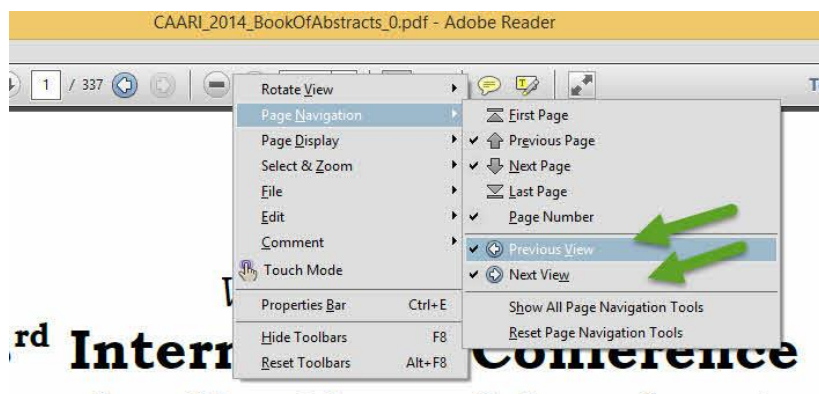 CAARI_2014_BookOfAbstracts_0.pdf - Adobe Reader
1 / 337
T
Rotate View
Page Navigation
Page Display
Select & Zoom
File
Edit
Comment
Touch Mode
Properties Bar Ctrl+E
Hide Toolbars F8
Reset Toolbars Alt+F8
First Page
Previous Page
Next Page
Last Page
Page Number
Previous View
Next View
Show All Page Navigation Tools
Reset Page Navigation Tools
rd Intern Conference